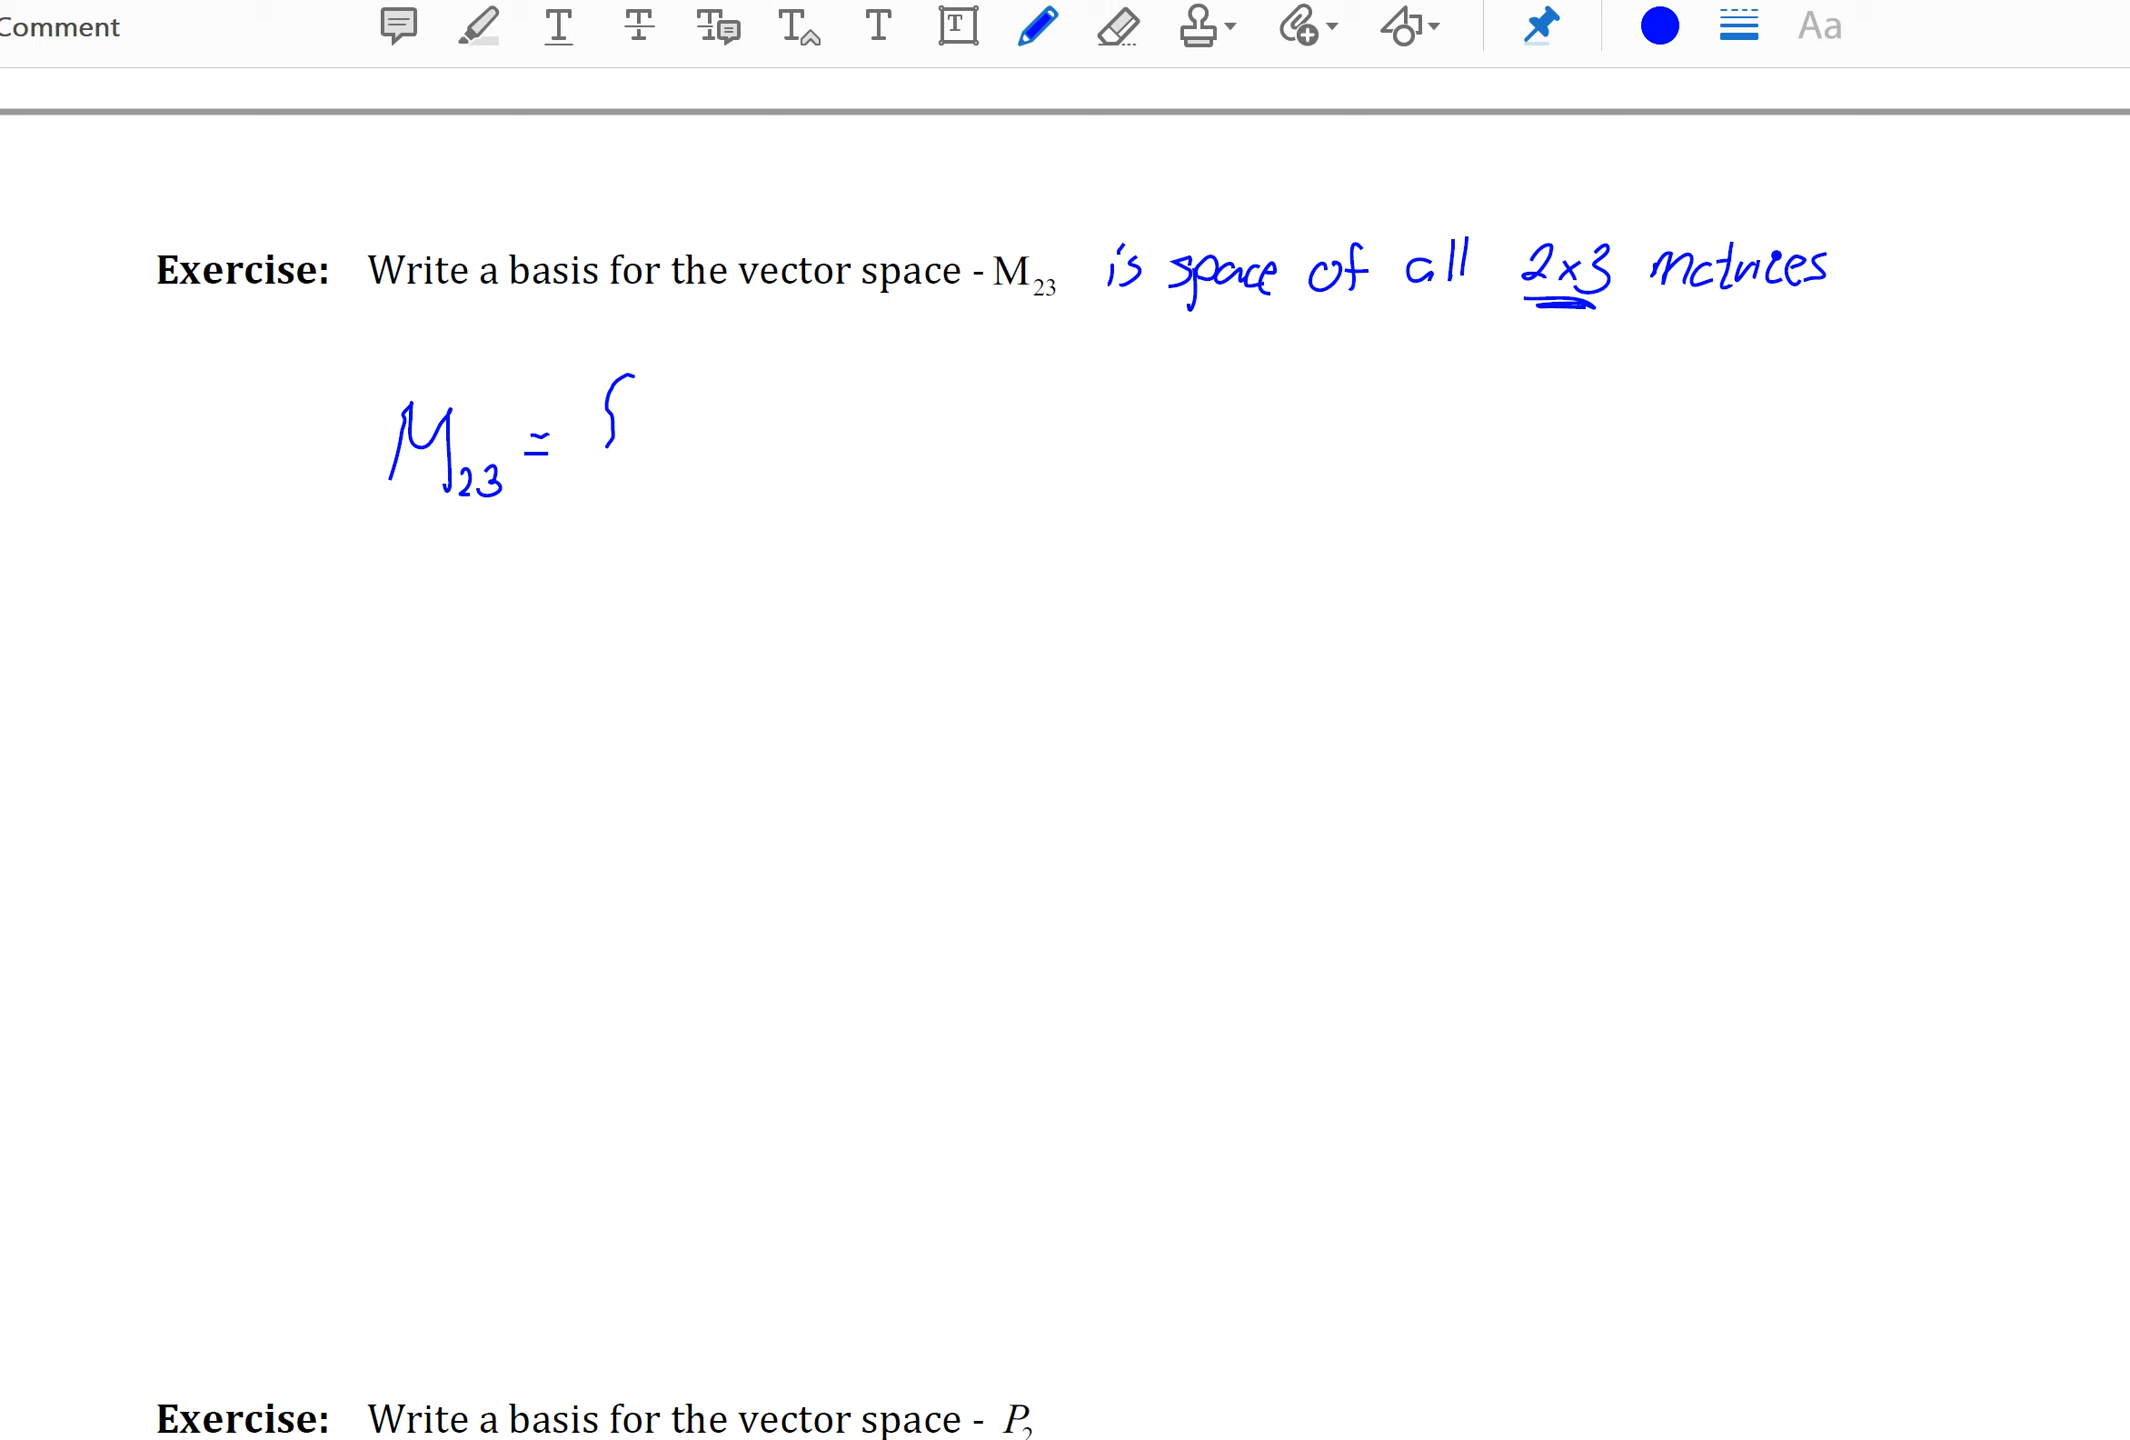 Comment
Aa
Exercise: Write a basis for the vector space - M23 is space of all 2x3 matrices
M23 = {
Exercise: Write a basis for the vector space - P2